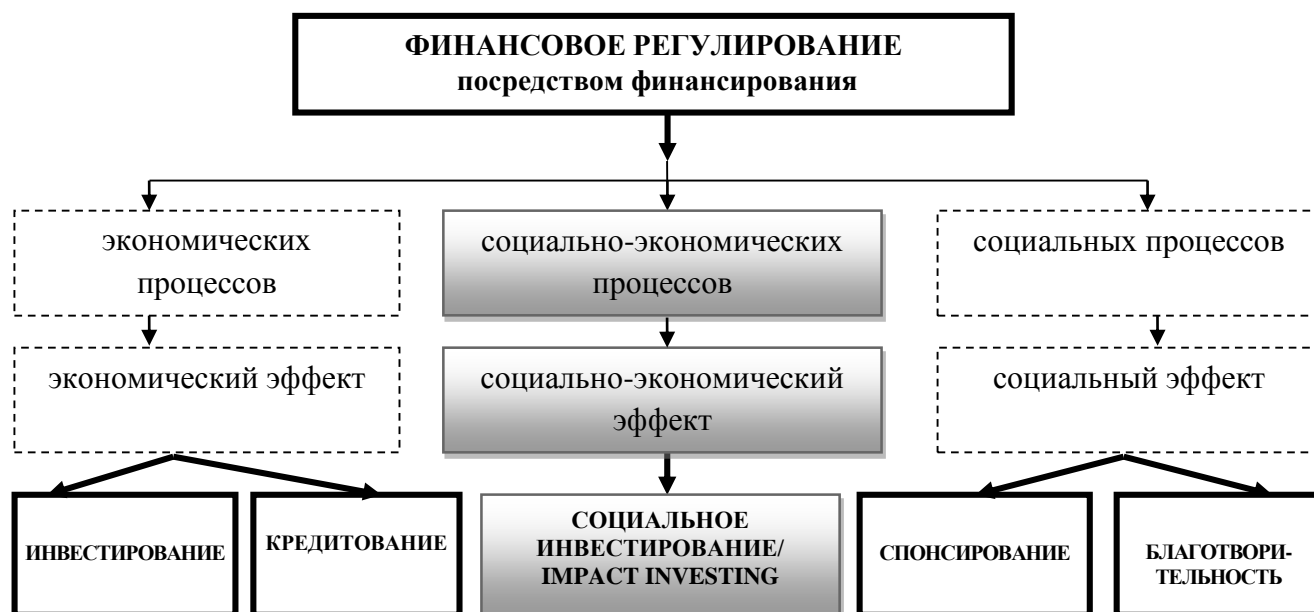 ФИНАНСОВОЕ РЕГУЛИРОВАНИЕ
посредством финансирования
экономических
процессов
социально-экономических
процессов
социальных процессов
экономический эффект
социально-экономический
эффект
социальный эффект
ИНВЕСТИРОВАНИЕ
КРЕДИТОВАНИЕ
СОЦИАЛЬНОЕ
ИНВЕСТИРОВАНИЕ/
IMPACT INVESTING
СПОНСИРОВАНИЕ
БЛАГОТВОРИ-
ТЕЛЬНОСТЬ